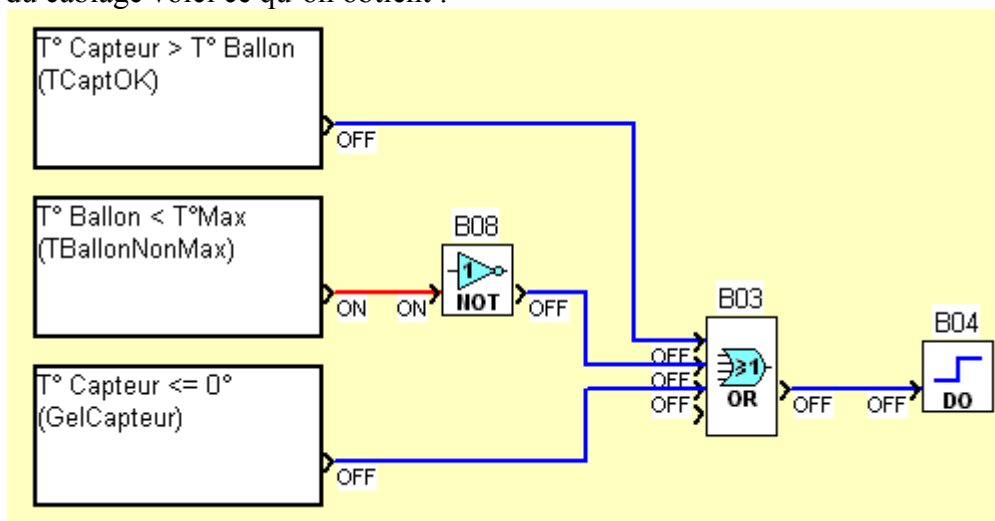 du câblage voici ce qu'on obtient :
T° Capteur > T° Ballon
(TCaptOK)
OFF
T° Ballon < T°Max
(TBallonNonMax)
ON
ON
B08
1
NOT
OFF
T° Capteur <= 0°
(GelCapteur)
OFF
B03
OFF
OFF
OFF
≥1
OR
OFF
OFF
B04
DO